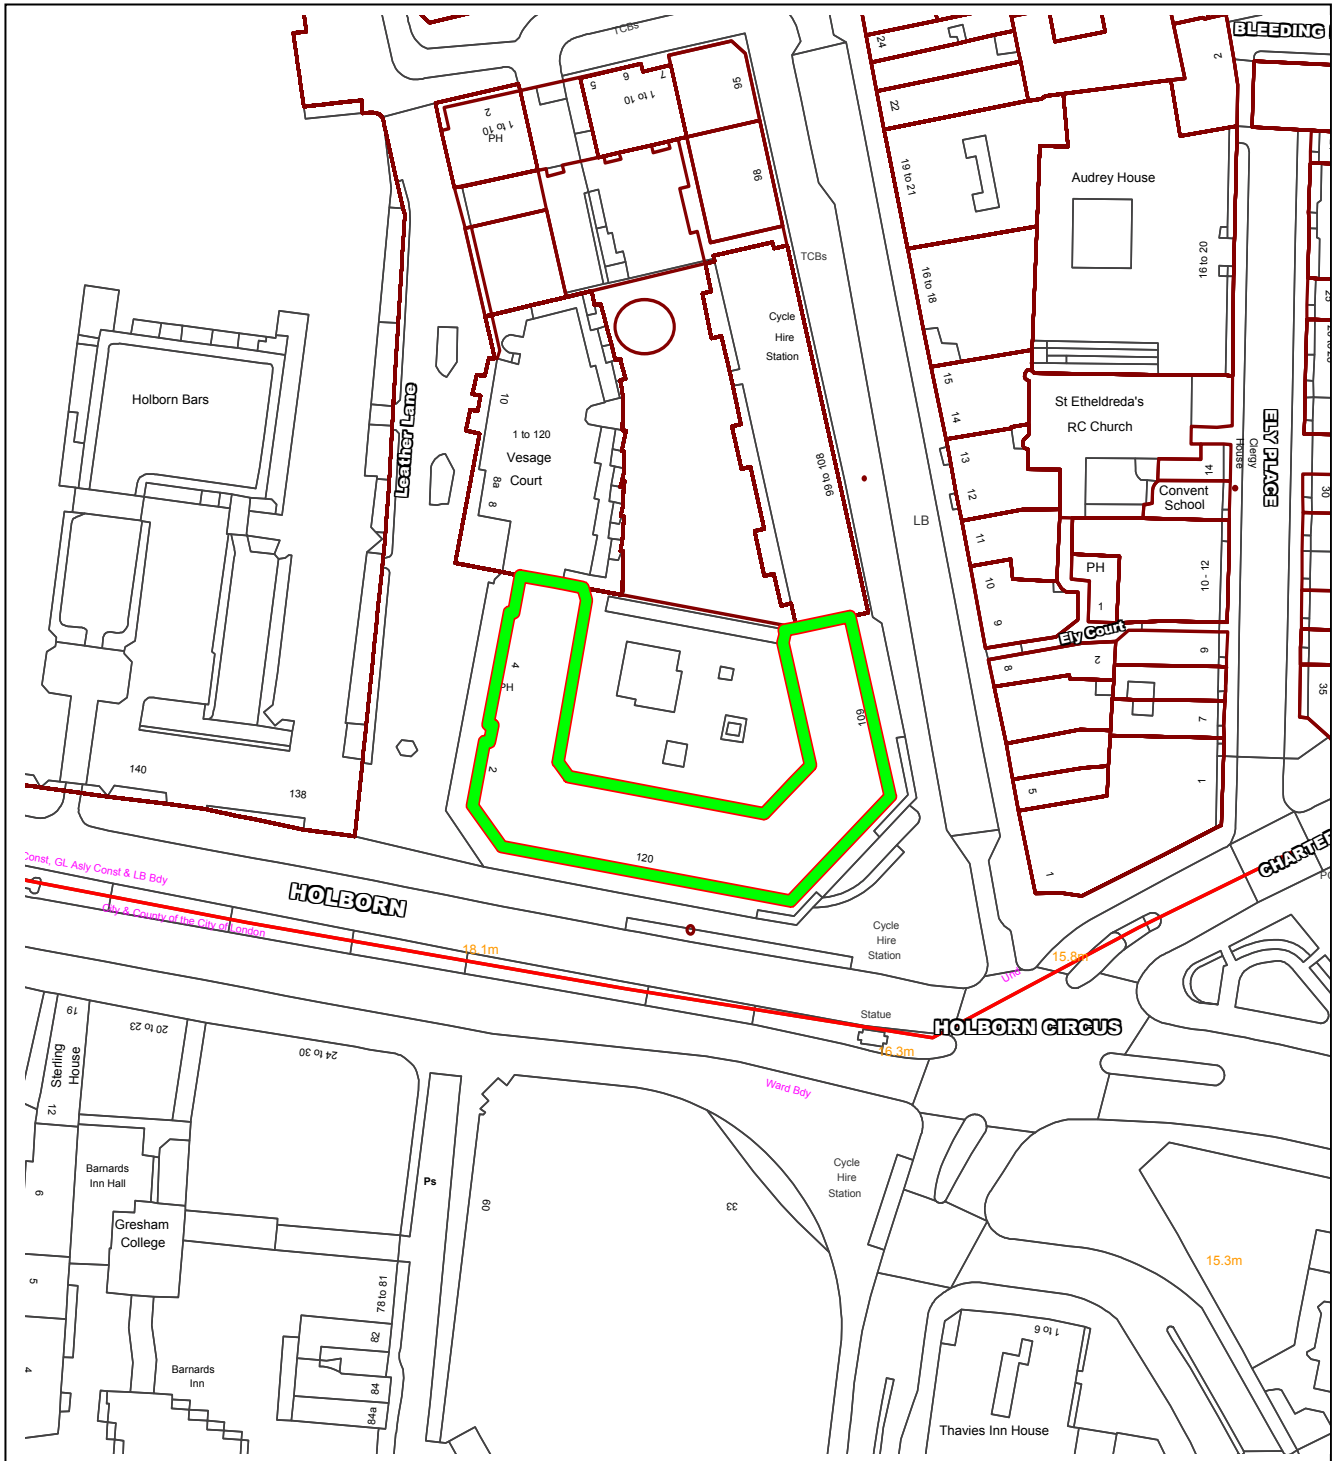 TCBs
BLEEDING
24
2
5
6
7
1 to 10
95
22
2
1 to 10
PH
98
19 to 21
Audrey House
16 to 20
TCBs
16 to 18
Cycle
Hire
Station
Holborn Bars
Leather Lane
10
1 to 120
Vesage
Court
8a
8
99 to 108
15
14
13
12
11
St Etheldreda's
RC Church
ELY PLACE
Clergy
House
14
Convent
School
30
LB
PH
1
10 - 12
10
9
Ely Court
8
2
9
35
7
1
5
1
4
PH
2
109
120
140
138
Const, GL Asly Const & LB Bdy
City & County of the City of London
HOLBORN
18.1m
Cycle
Hire
Station
CHARTER
15.8m
Und
Statue
HOLBORN CIRCUS
16.3m
Ward Bdy
19
20 to 23
24 to 30
Sterling
House
12
Barnards
Inn Hall
6
Ps
60
33
Cycle
Hire
Station
Gresham
College
5
78 to 81
82
84
84a
4
Barnards
Inn
15.3m
1 to 6
Thavies Inn House